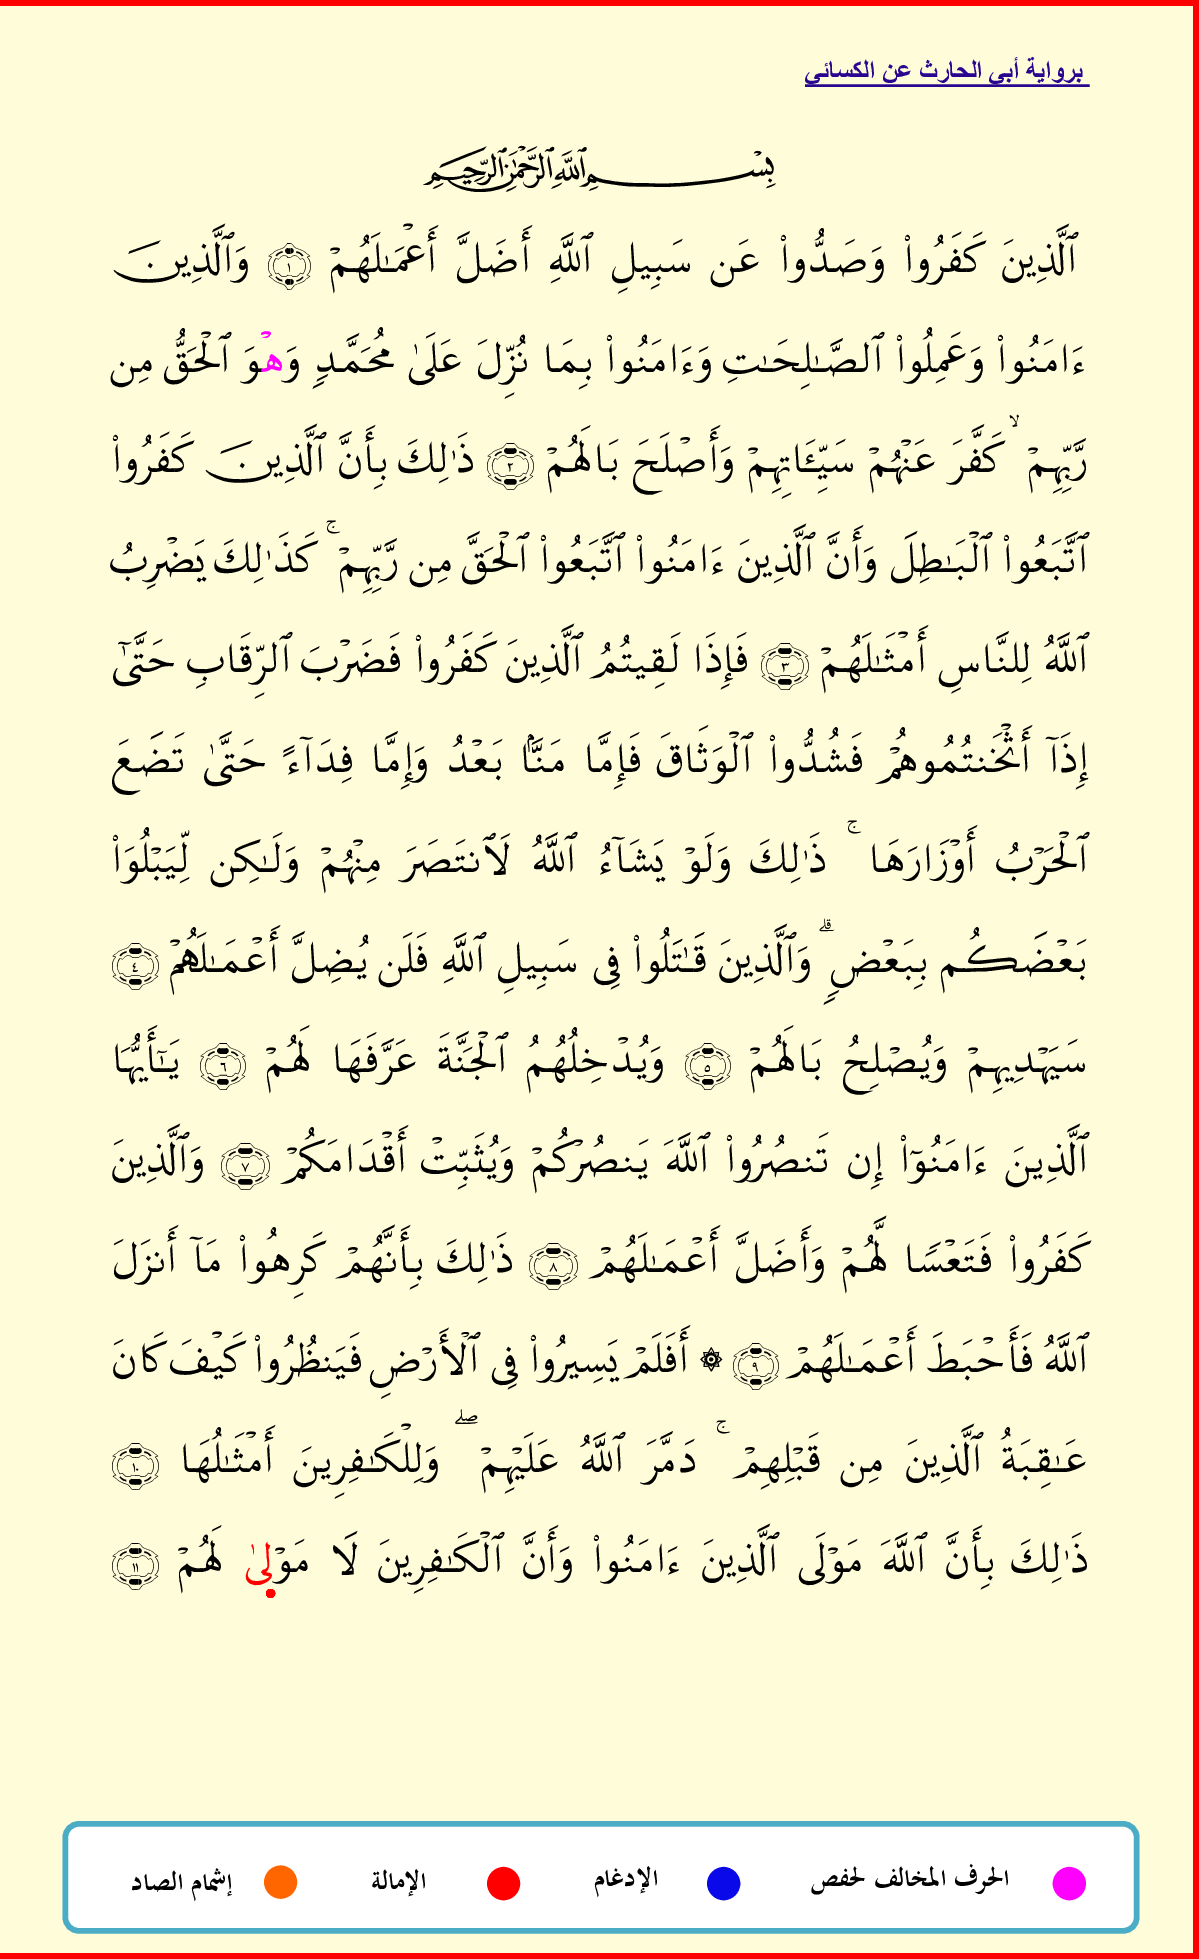 برواية أبي الحارث عن الكسائي
بِسْمِ ٱللَّهِ ٱلرَّحْمَٰنِ ٱلرَّحِيمِ
ٱلَّذِينَ كَفَرُوا۟ وَصَدُّوا۟ عَن سَبِيلِ ٱللَّهِ أَضَلَّ أَعْمَـٰلَهُمْ ١ وَٱلَّذِينَ
ءَامَنُوا۟ وَعَمِلُوا۟ ٱلصَّـٰلِحَـٰتِ وَءَامَنُوا۟ بِمَا نُزِّلَ عَلَىٰ مُحَمَّدٍ وَهْوَ ٱلْحَقُّ مِن
رَّبِّهِمْ ۙ كَفَّرَ عَنْهُمْ سَيِّـَٔاتِهِمْ وَأَصْلَحَ بَالَهُمْ ٢ ذَٰلِكَ بِأَنَّ ٱلَّذِينَ كَفَرُوا۟
ٱتَّبَعُوا۟ ٱلْبَـٰطِلَ وَأَنَّ ٱلَّذِينَ ءَامَنُوا۟ ٱتَّبَعُوا۟ ٱلْحَقَّ مِن رَّبِّهِمْ ۚ كَذَٰلِكَ يَضْرِبُ
ٱللَّهُ لِلنَّاسِ أَمْثَـٰلَهُمْ ٣ فَإِذَا لَقِيتُمُ ٱلَّذِينَ كَفَرُوا۟ فَضَرْبَ ٱلرِّقَابِ حَتَّىٰٓ
إِذَآ أَثْخَنتُمُوهُمْ فَشُدُّوا۟ ٱلْوَثَاقَ فَإِمَّا مَنًّۢا بَعْدُ وَإِمَّا فِدَآءً حَتَّىٰ تَضَعَ
ٱلْحَرْبُ أَوْزَارَهَا ۚ ذَٰلِكَ وَلَوْ يَشَآءُ ٱللَّهُ لَٱنتَصَرَ مِنْهُمْ وَلَـٰكِن لِّيَبْلُوَا۟
بَعْضَكُم بِبَعْضٍ ۗ وَٱلَّذِينَ قَـٰتَلُوا۟ فِى سَبِيلِ ٱللَّهِ فَلَن يُضِلَّ أَعْمَـٰلَهُمْ ٤
سَيَهْدِيهِمْ وَيُصْلِحُ بَالَهُمْ ٥ وَيُدْخِلُهُمُ ٱلْجَنَّةَ عَرَّفَهَا لَهُمْ ٦ يَـٰٓأَيُّهَا
ٱلَّذِينَ ءَامَنُوٓا۟ إِن تَنصُرُوا۟ ٱللَّهَ يَنصُرْكُمْ وَيُثَبِّتْ أَقْدَامَكُمْ ٧ وَٱلَّذِينَ
كَفَرُوا۟ فَتَعْسًا لَّهُمْ وَأَضَلَّ أَعْمَـٰلَهُمْ ٨ ذَٰلِكَ بِأَنَّهُمْ كَرِهُوا۟ مَآ أَنزَلَ
ٱللَّهُ فَأَحْبَطَ أَعْمَـٰلَهُمْ ٩ ۞ أَفَلَمْ يَسِيرُوا۟ فِى ٱلْأَرْضِ فَيَنظُرُوا۟ كَيْفَ كَانَ
عَـٰقِبَةُ ٱلَّذِينَ مِن قَبْلِهِمْ ۚ دَمَّرَ ٱللَّهُ عَلَيْهِمْ ۖ وَلِلْكَـٰفِرِينَ أَمْثَـٰلُهَا ١٠
ذَٰلِكَ بِأَنَّ ٱللَّهَ مَوْلَى ٱلَّذِينَ ءَامَنُوا۟ وَأَنَّ ٱلْكَـٰفِرِينَ لَا مَوْلىٰ لَهُمْ ١١
الحرف المخالف لحفص الإدغام الإمالة إشمام الصاد